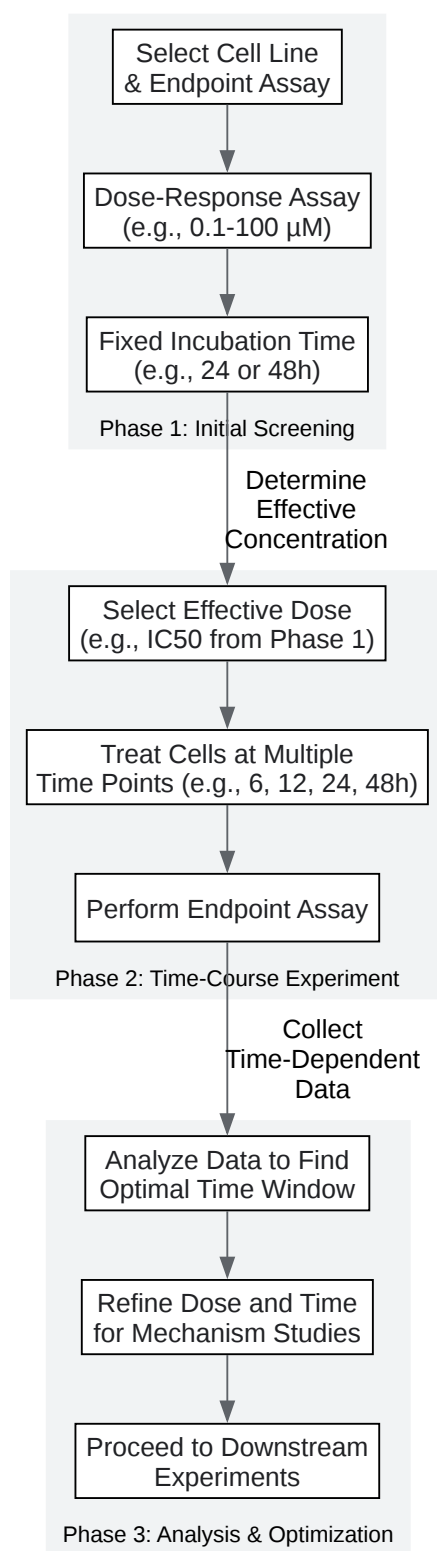 Select Cell Line
& Endpoint Assay
Dose-Response Assay
(e.g., 0.1-100 µM)
Fixed Incubation Time
(e.g., 24 or 48h)
Phase 1: Initial Screening
Determine
Effective
Concentration
Select Effective Dose
(e.g., IC50 from Phase 1)
Treat Cells at Multiple
Time Points (e.g., 6, 12, 24, 48h)
Perform Endpoint Assay
Phase 2: Time-Course Experiment
Collect
Time-Dependent
Data
Analyze Data to Find
Optimal Time Window
Refine Dose and Time
for Mechanism Studies
Proceed to Downstream
Experiments
Phase 3: Analysis & Optimization